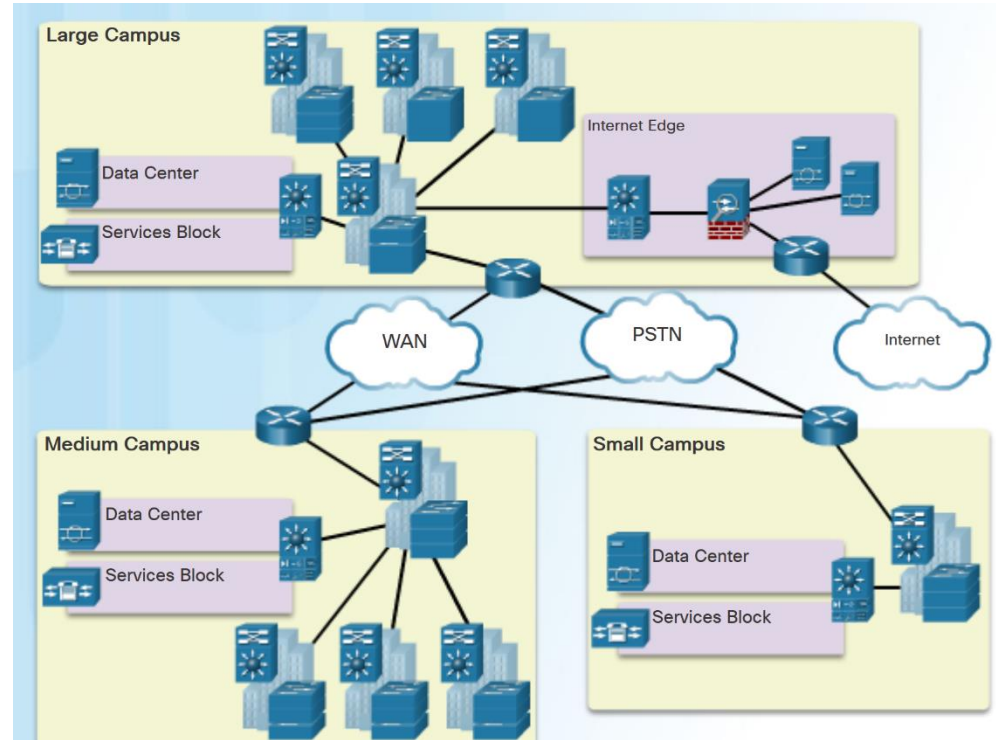 Large Campus
Internet Edge
Data Center
Services Block
WAN
PSTN
Internet
Medium Campus
Small Campus
Data Center
Services Block
Data Center
Services Block